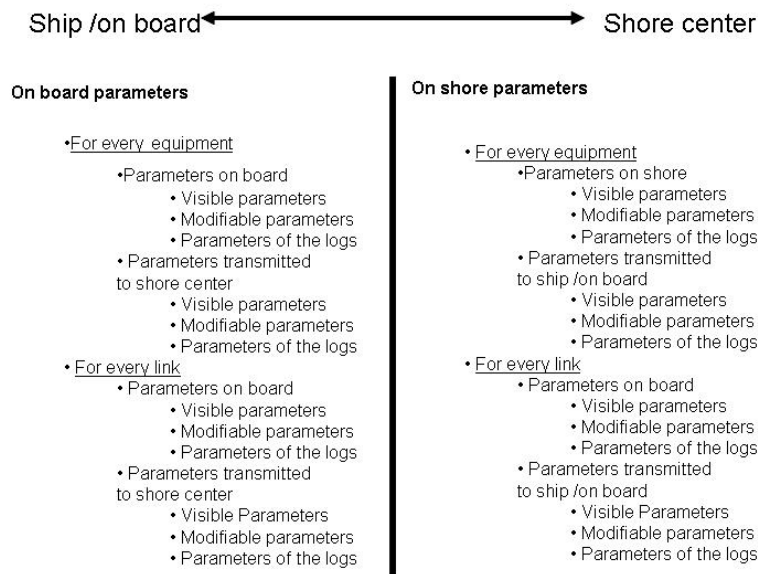 Ship /on board
Shore center
On board parameters
•For every equipment
•Parameters on board
• Visible parameters
• Modifiable parameters
• Parameters of the logs
• Parameters transmitted
to shore center
• Visible parameters
• Modifiable parameters
• Parameters of the logs
• For every link
• Parameters on board
• Visible parameters
• Modifiable parameters
• Parameters of the logs
• Parameters transmitted
to shore center
• Visible Parameters
• Modifiable parameters
• Parameters of the logs
On shore parameters
• For every equipment
•Parameters on shore
• Visible parameters
• Modifiable parameters
• Parameters of the logs
• Parameters transmitted
to ship /on board
• Visible parameters
• Modifiable parameters
• Parameters of the logs
• For every link
• Parameters on board
• Visible parameters
• Modifiable parameters
• Parameters of the logs
• Parameters transmitted
to ship /on board
• Visible Parameters
• Modifiable parameters
• Parameters of the logs